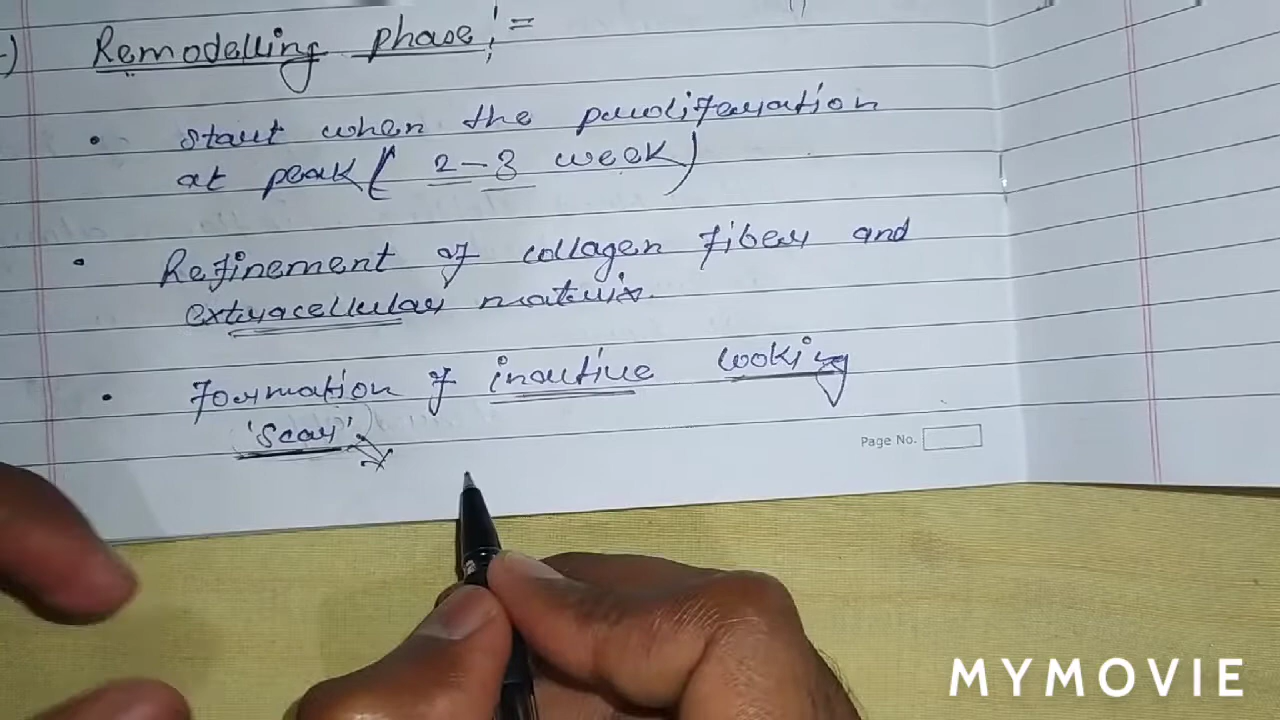 Remodelling phase :=
• start when the proliferation
at peak ( 2-3 week)
• Refinement of collagen fiber and
extracellular matrix.
• formation of inactive looking
'Scar'
Page No.
MYMOVIE